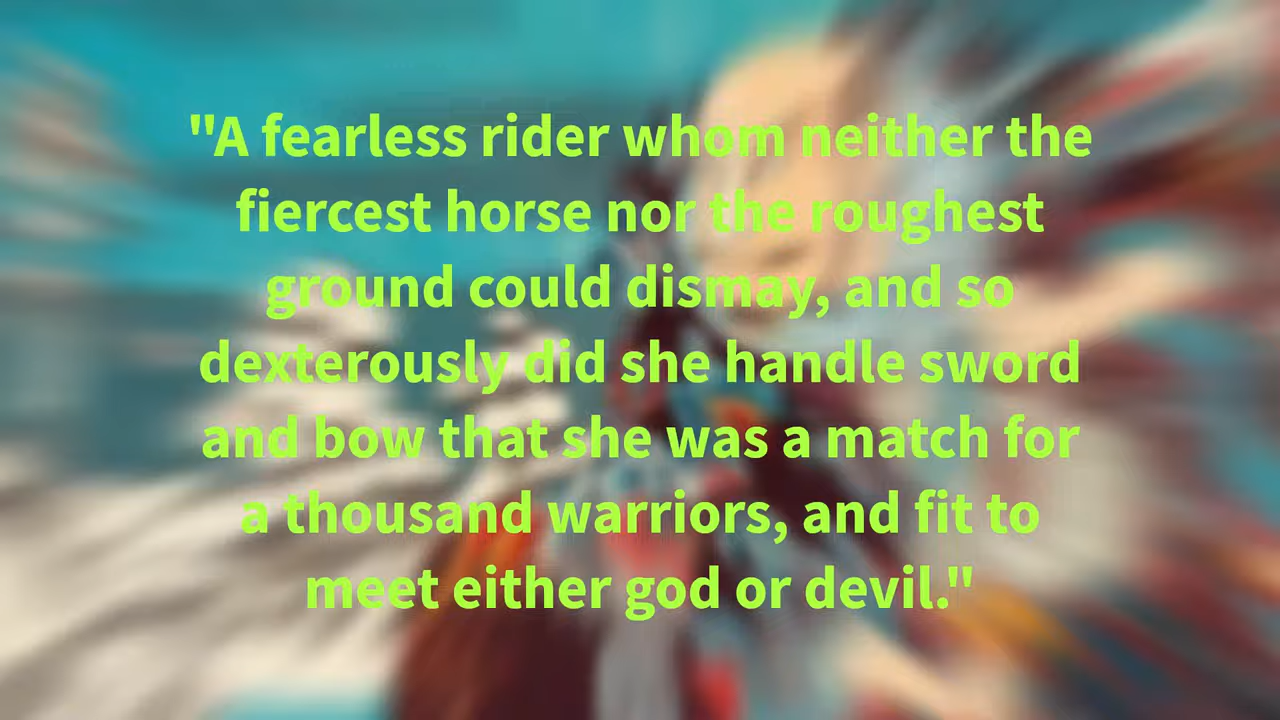 "A fearless rider whom neither the
fiercest horse nor the roughest
ground could dismay, and so
dexterously did she handle sword
and bow that she was a match for
a thousand warriors, and fit to
meet either god or devil."